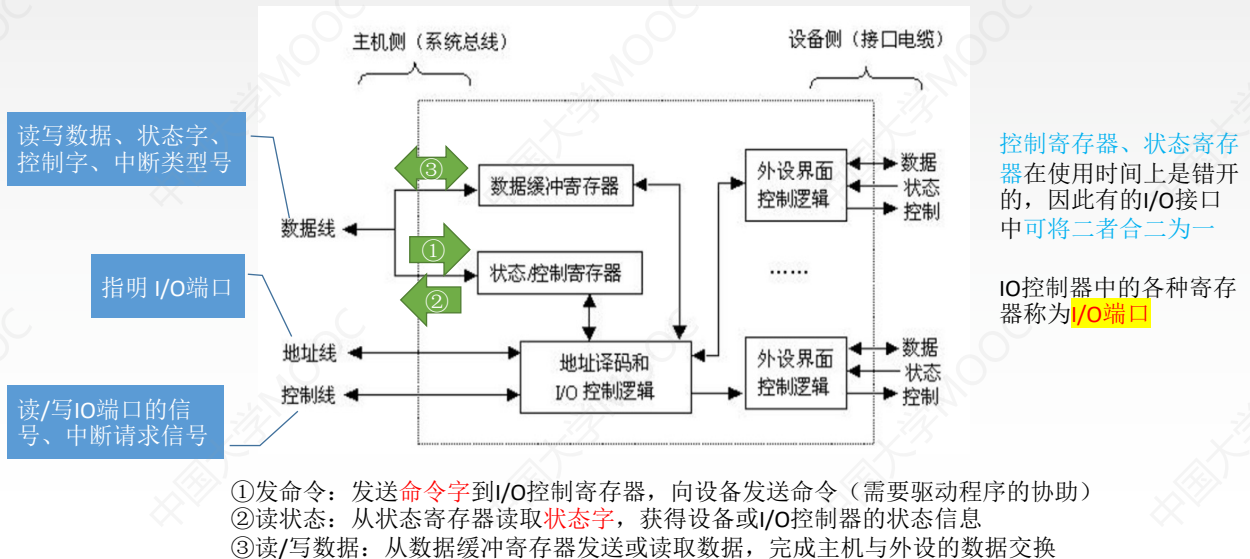 主机侧（系统总线）
设备侧（接口电缆）
读写数据、状态字、
控制字、中断类型号
③
数据缓冲寄存器
外设界面
控制逻辑
数据
状态
控制
控制寄存器、状态寄存
器在使用时间上是错开
的，因此有的I/O接口
中可将二者合二为一
数据线
①
状态/控制寄存器
②
……
指明 I/O端口
IO控制器中的各种寄存
器称为I/O端口
地址线
控制线
地址译码和
I/O 控制逻辑
外设界面
控制逻辑
数据
状态
控制
读/写IO端口的信
号、中断请求信号
①发命令：发送命令字到I/O控制寄存器，向设备发送命令（需要驱动程序的协助）
②读状态：从状态寄存器读取状态字，获得设备或I/O控制器的状态信息
③读/写数据：从数据缓冲寄存器发送或读取数据，完成主机与外设的数据交换
中国大学MOOC